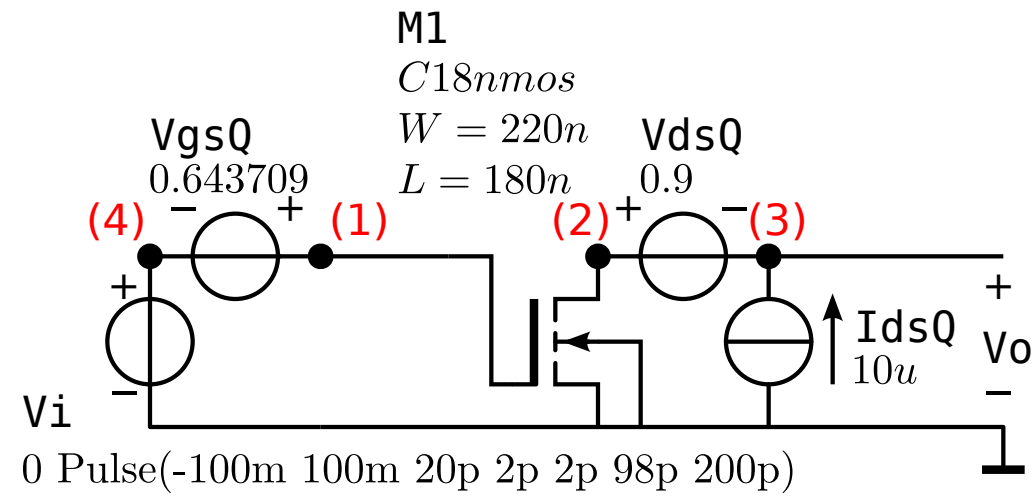 M1
C18nmos
W = 220n
L = 180n
VgsQ
0.643709
VdsQ
0.9
− +
+ −
(4)
(1)
(2)
(3)
+
−
Vi
0 Pulse(-100m 100m 20p 2p 2p 98p 200p)
IdsQ
10u
+
Vo
−